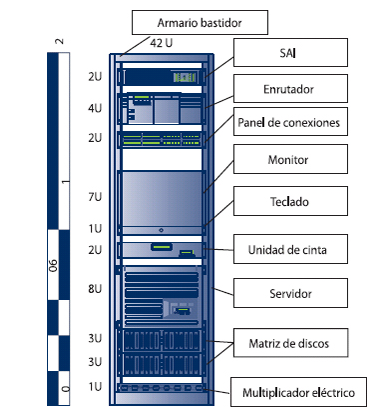 Armario bastidor
42 U
2
2U
SAI
4U
Enrutador
2U
Panel de conexiones
Monitor
1
7U
Teclado
1U
2U
Unidad de cinta
06
8U
Servidor
3U
Matriz de discos
3U
0
1U
Multiplicador eléctrico